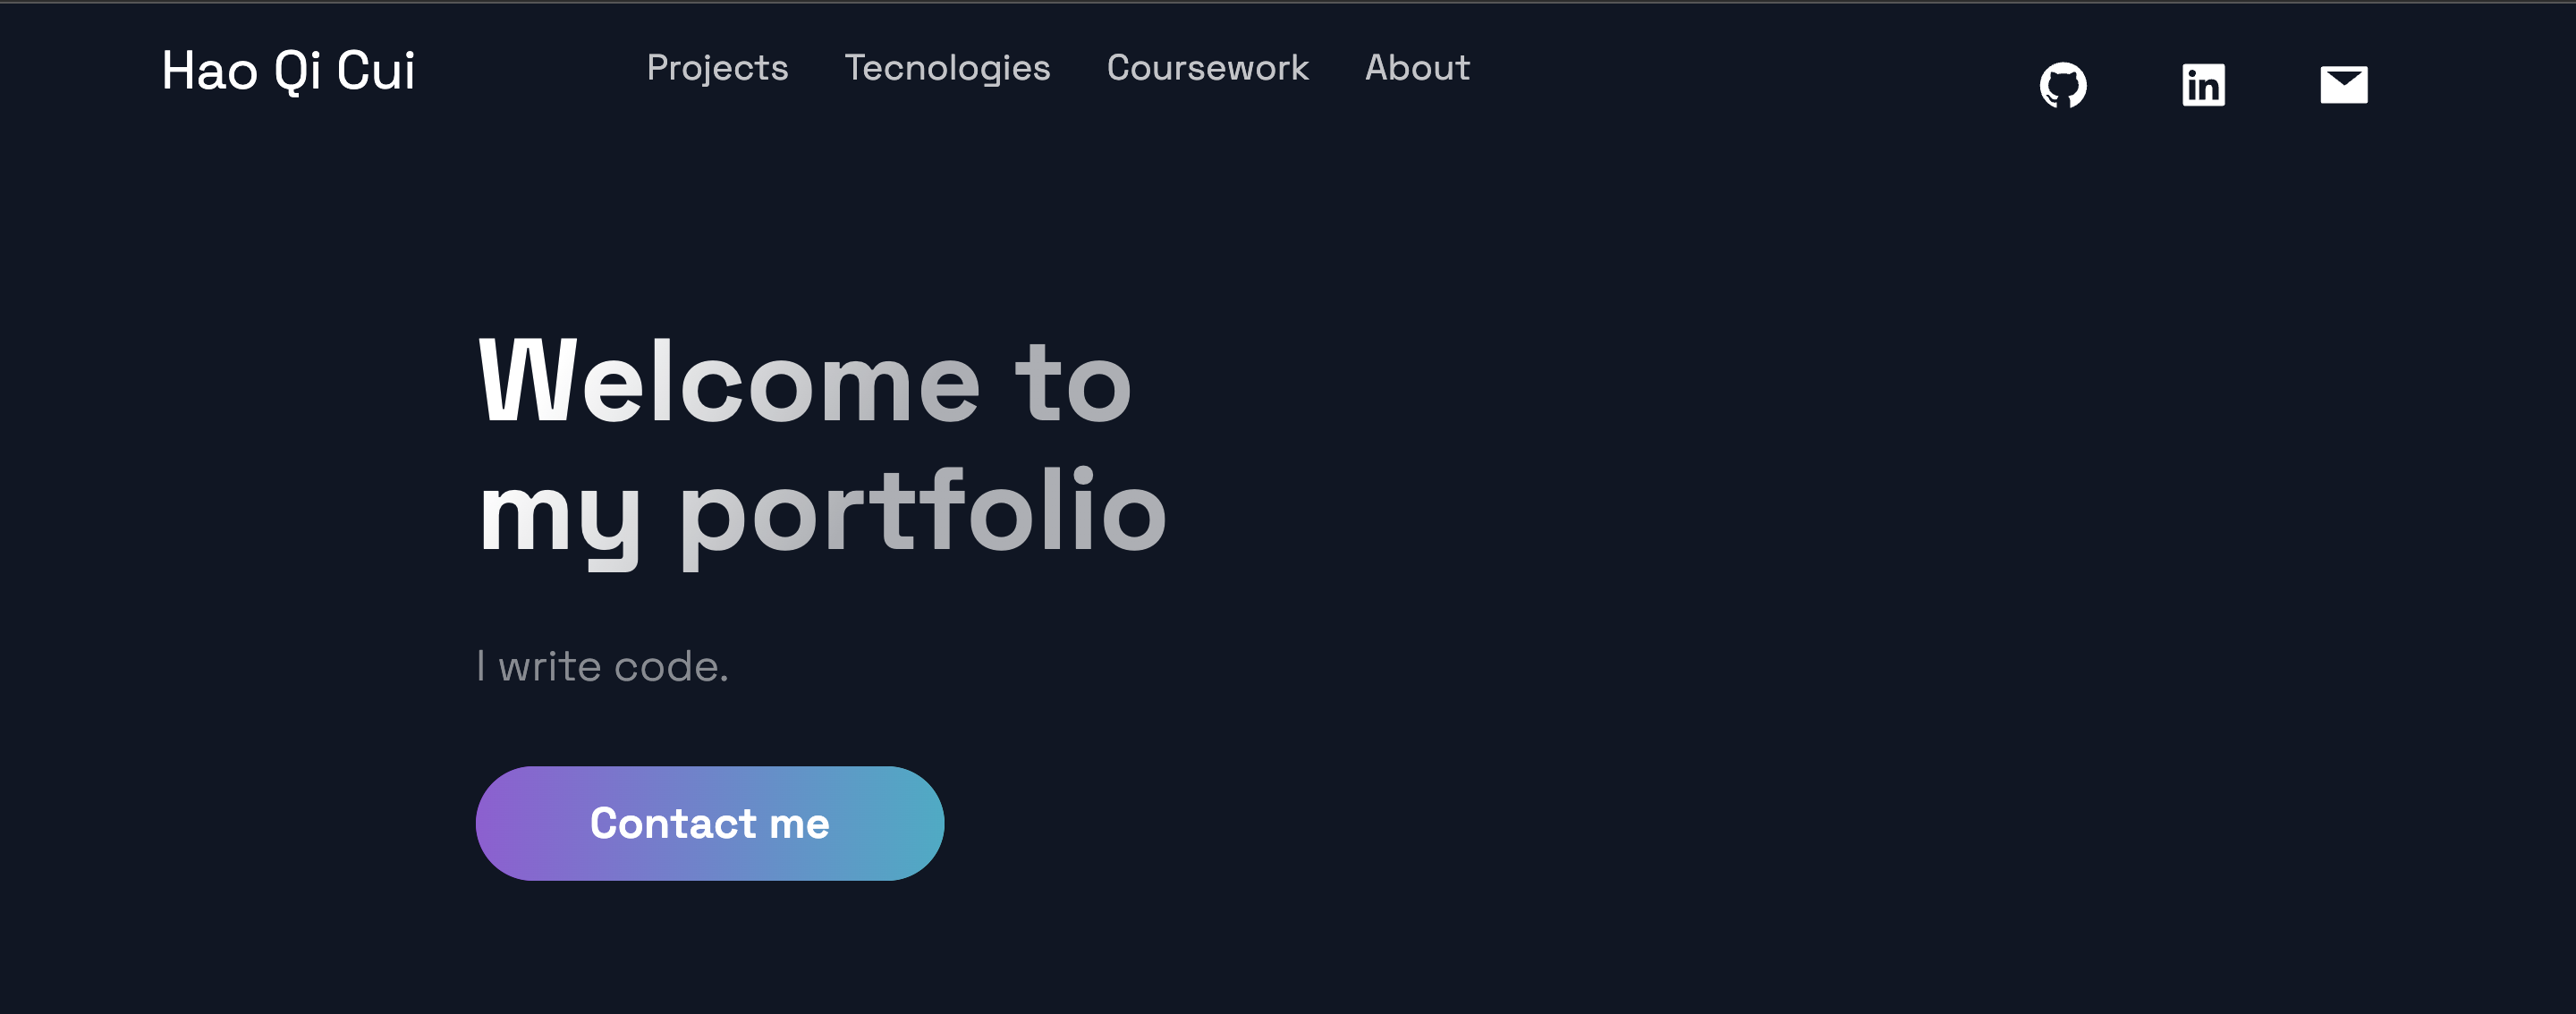 Hao Qi Cui
Projects Tecnologies Coursework About
in
Welcome to
my portfolio
I write code.
Contact me